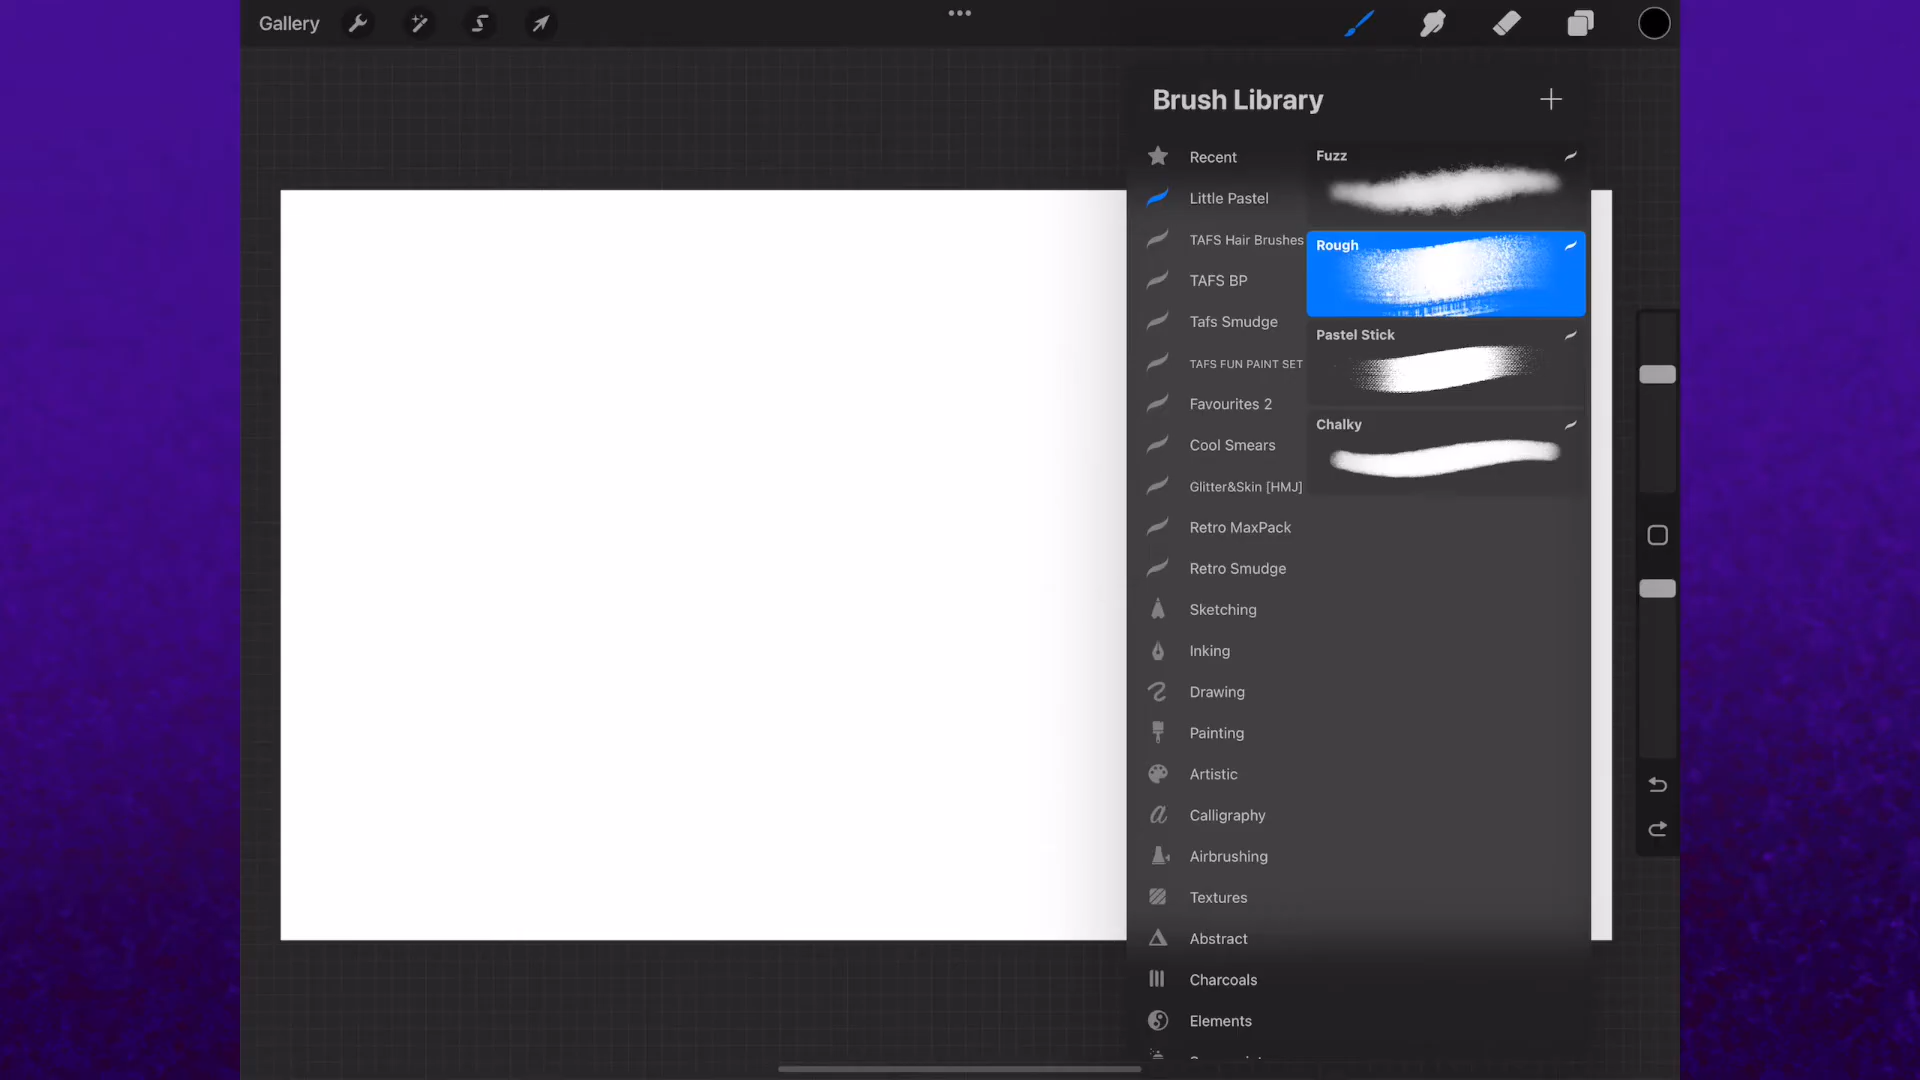 Gallery
Brush Library
Recent
Little Pastel
TAFS Hair Brushes
TAFS BP
Tafs Smudge
TAFS FUN PAINT SET
Favourites 2
Cool Smears
Glitter&Skin [HMJ]
Retro MaxPack
Retro Smudge
Sketching
Inking
Drawing
Painting
Artistic
Calligraphy
Airbrushing
Textures
Abstract
Charcoals
Elements
Fuzz
Rough
Pastel Stick
Chalky